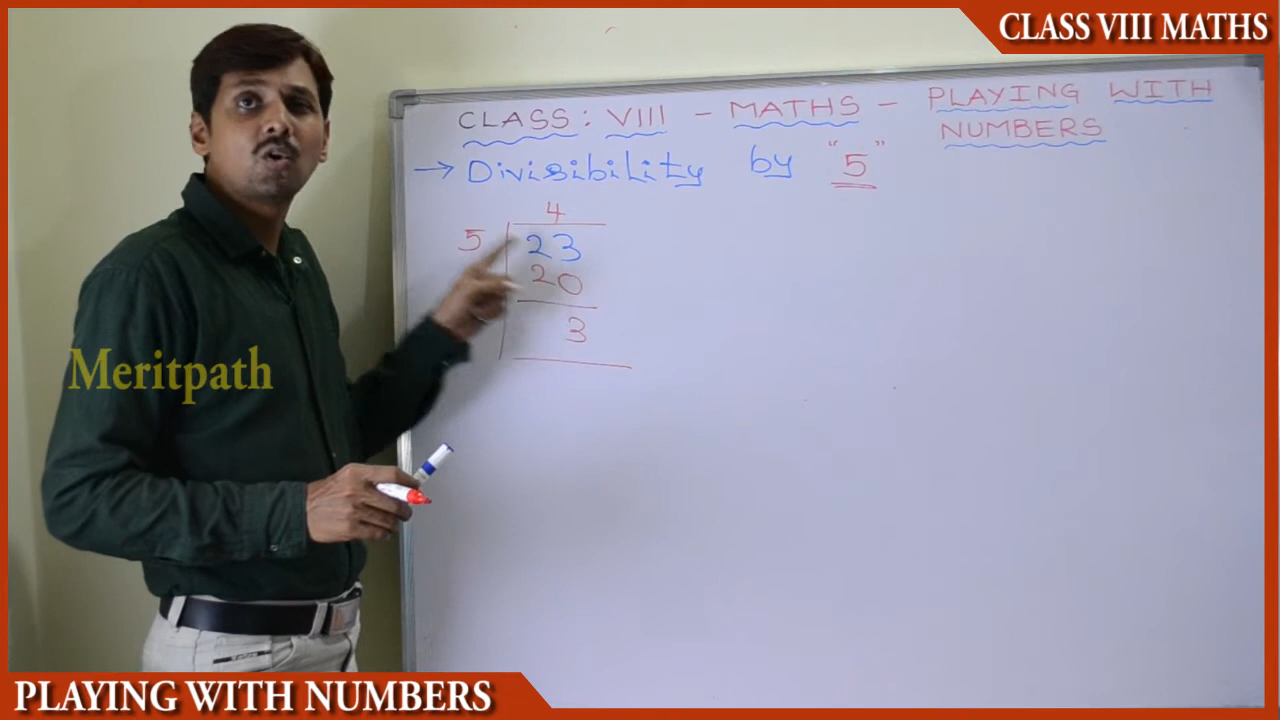 CLASS VIII MATHS
CLASS: VIII - MATHS - PLAYING WITH
NUMBERS
→ Divisibility by "5"
4
5 23
20
3
Meritpath
PLAYING WITH NUMBERS